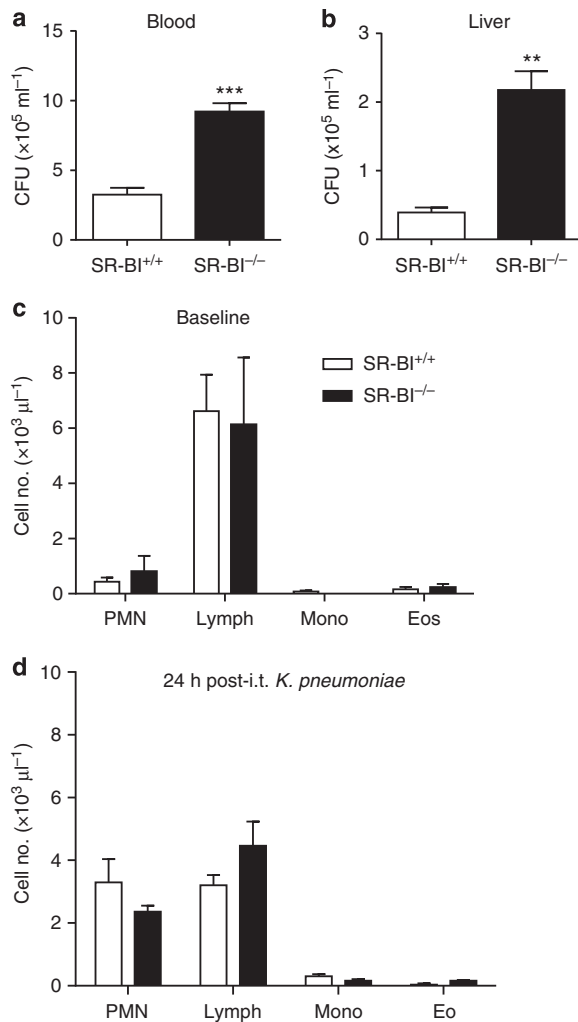 a
Blood
CFU (×10⁵ ml⁻¹)
15
10
5
0
***
SR-BI⁺/⁺
SR-BI⁻/⁻
b
Liver
CFU (x10⁵ ml⁻¹)
3
2
1
0
**
SR-BI⁺/⁺
SR-BI⁻/⁻
c
Baseline
Cell no. (×10³ µl⁻¹)
10
8
6
4
2
0
SR-BI⁺/⁺
SR-BI⁻/⁻
PMN Lymph Mono Eos
d
24 h post-i.t. K. pneumoniae
Cell no. (×10³ µl⁻¹)
10
8
6
4
2
0
PMN Lymph Mono Eo